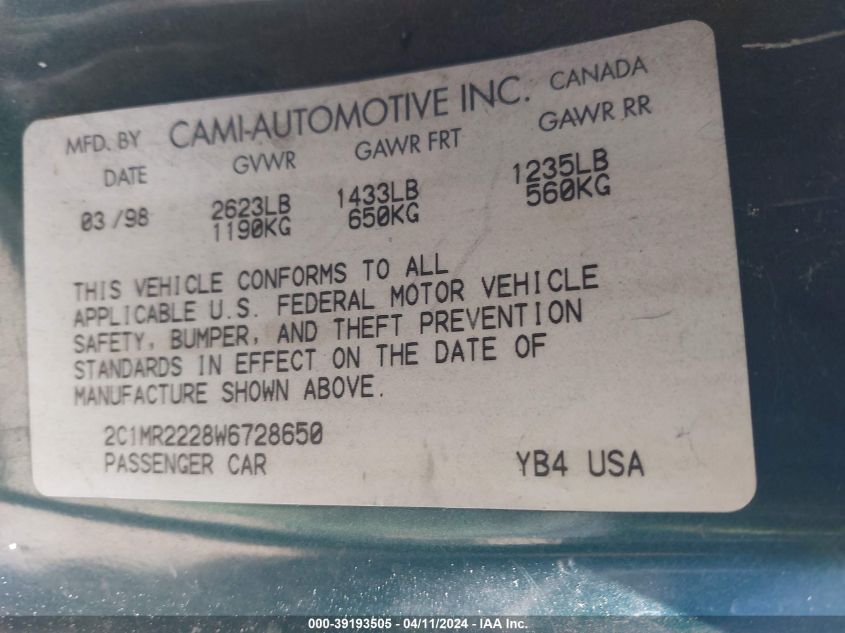 MFD. BY CAMI-AUTOMOTIVE INC. CANADA
DATE GVWR GAWR FRT GAWR RR
03 /98 2623LB 1433LB 1235LB
1190KG 650KG 560KG
THIS VEHICLE CONFORMS TO ALL
APPLICABLE U.S. FEDERAL MOTOR VEHICLE
SAFETY, BUMPER, AND THEFT PREVENTION
STANDARDS IN EFFECT ON THE DATE OF
MANUFACTURE SHOWN ABOVE.
2C1MR2228W6728650
PASSENGER CAR YB4 USA
000-39193505 - 04/11/2024 - IAA Inc.